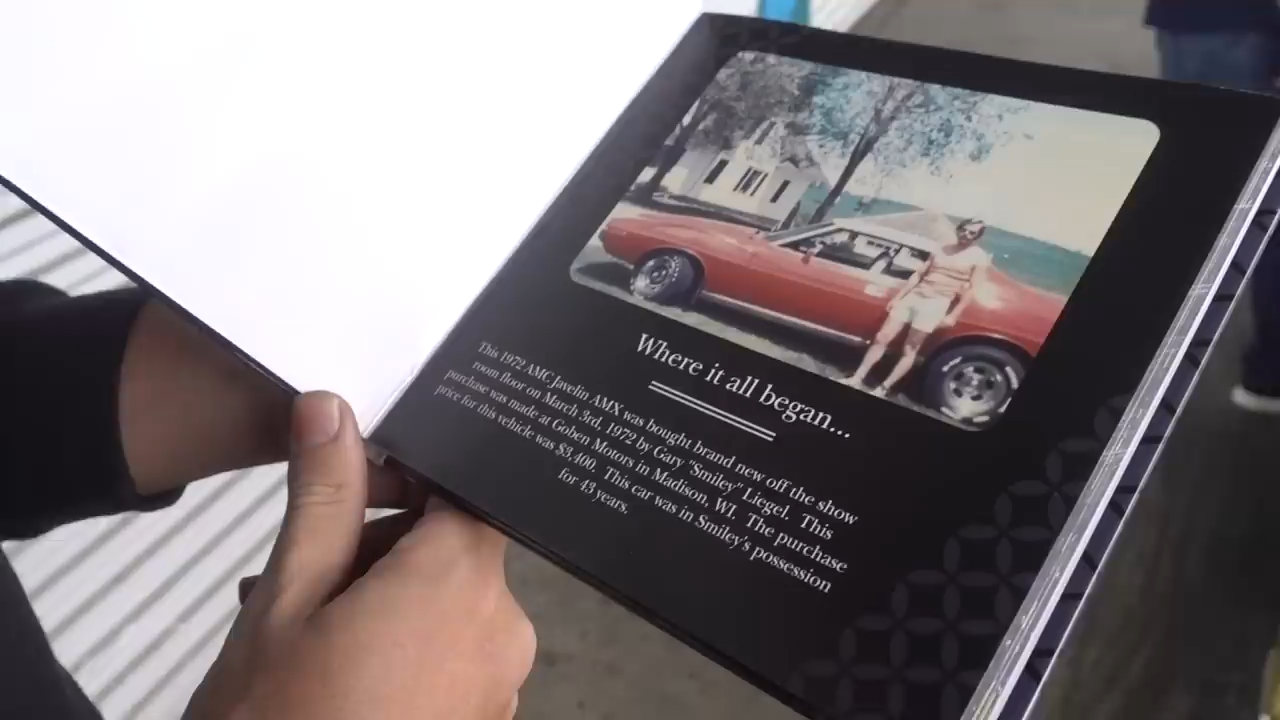 Where it all began...
This 1972 AMC Javelin AMX was bought brand new off the show
room floor on March 3rd, 1972 by Gary "Smiley" Liegel. This
purchase was made at Goben Motors in Madison, WI. The purchase
price for this vehicle was $3,400. This car was in Smiley's possession
for 43 years.